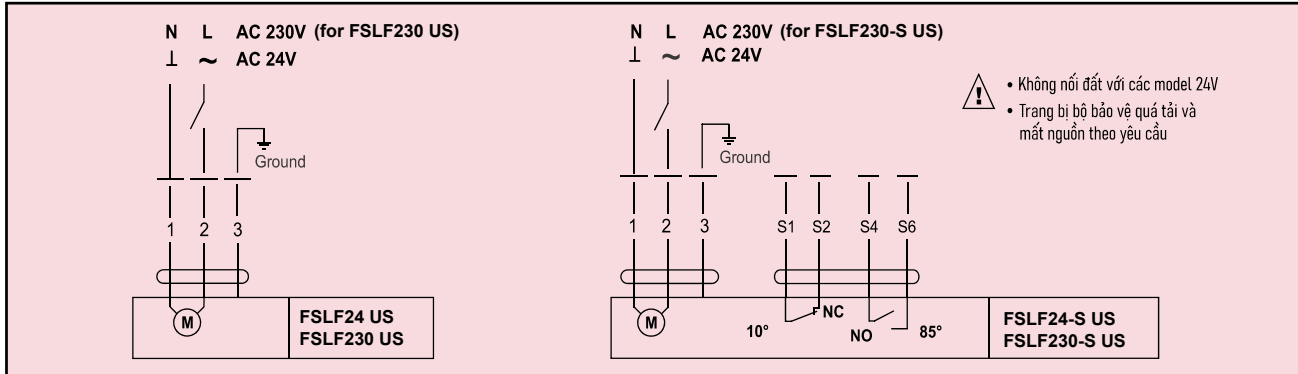 N L AC 230V (for FSLF230 US)
⊥ ~ AC 24V
Ground
1 2 3
M
FSLF24 US
FSLF230 US
N L AC 230V (for FSLF230-S US)
⊥ ~ AC 24V
Ground
1 2 3 S1 S2 S4 S6
M
10°
NC
NO
85°
FSLF24-S US
FSLF230-S US
!
• Không nối đất với các model 24V
• Trang bị bộ bảo vệ quá tải và
mất nguồn theo yêu cầu